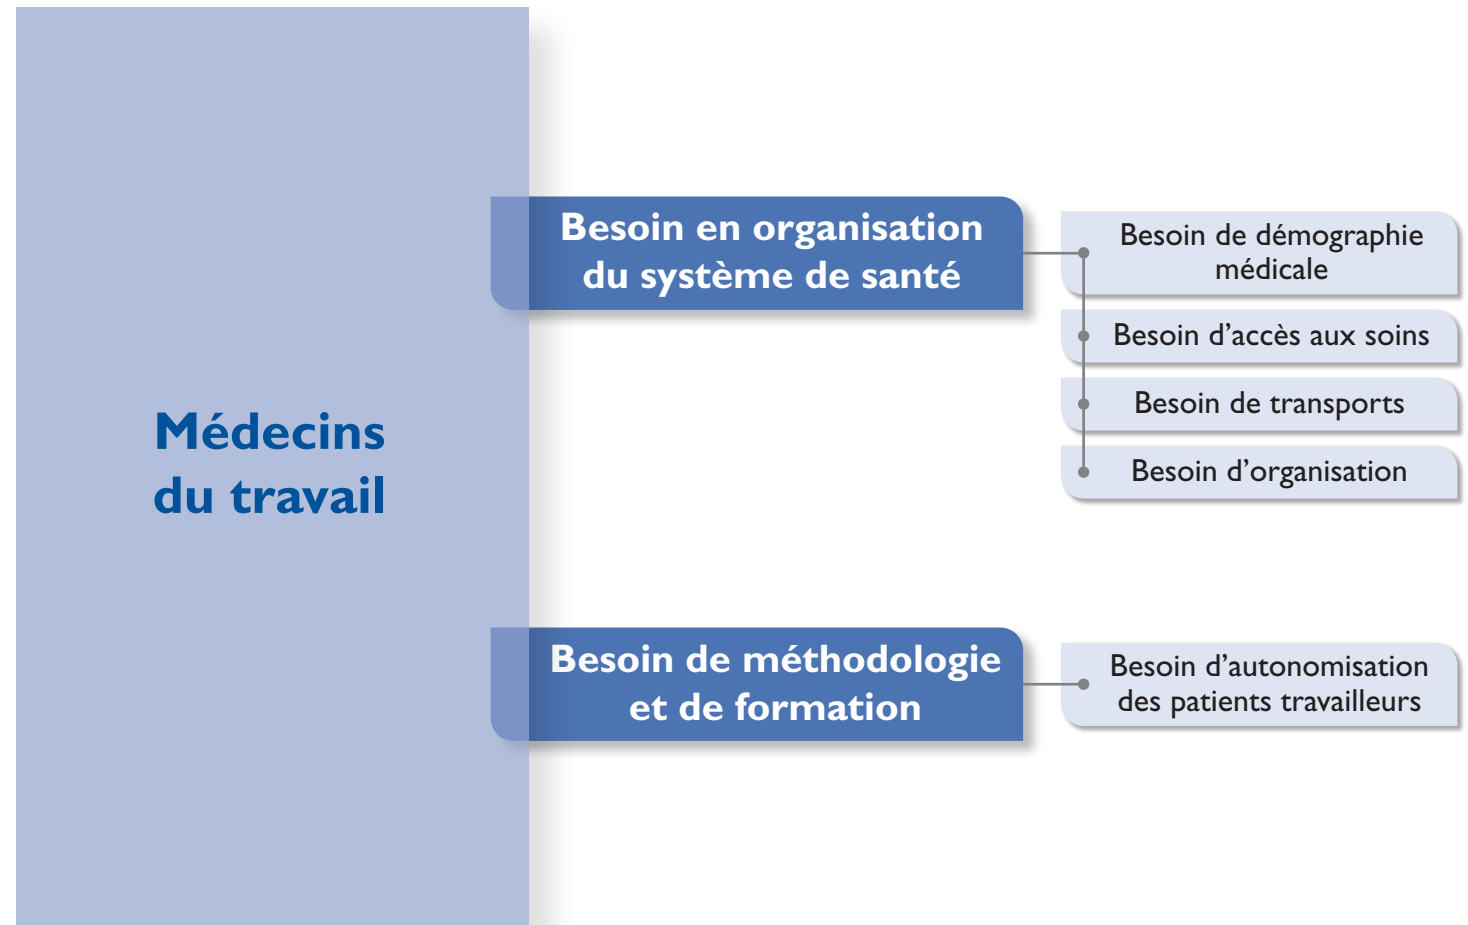 Médecins
du travail
Besoin en organisation
du système de santé
Besoin de démographie
médicale
Besoin d’accès aux soins
Besoin de transports
Besoin d’organisation
Besoin de méthodologie
et de formation
Besoin d’autonomisation
des patients travailleurs